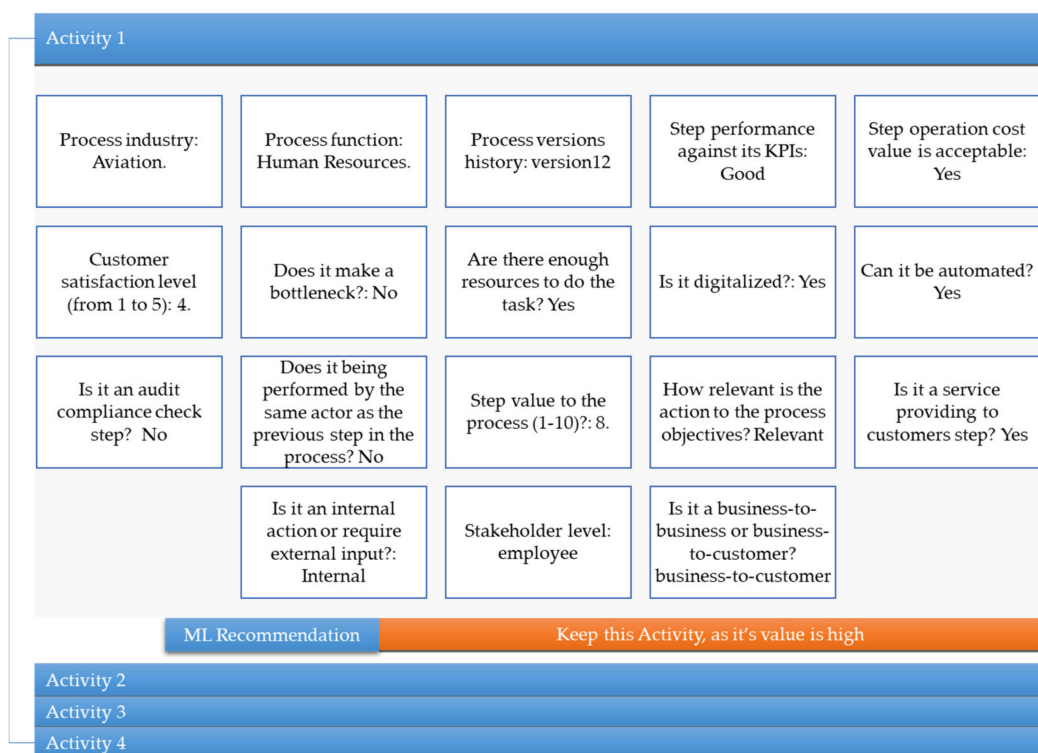 Activity 1
Process industry:
Aviation.
Process function:
Human Resources.
Process versions
history: version12
Step performance
against its KPIs:
Good
Step operation cost
value is acceptable:
Yes
Customer
satisfaction level
(from 1 to 5): 4.
Does it make a
bottleneck?: No
Are there enough
resources to do the
task? Yes
Is it digitalized?: Yes
Can it be automated?
Yes
Is it an audit
compliance check
step? No
Does it being
performed by the
same actor as the
previous step in the
process? No
Step value to the
process (1-10)?: 8.
How relevant is the
action to the process
objectives? Relevant
Is it a service
providing to
customers step? Yes
Is it an internal
action or require
external input?:
Internal
Stakeholder level:
employee
Is it a business-to-
business or business-
to-customer?
business-to-customer
ML Recommendation
Keep this Activity, as it's value is high
Activity 2
Activity 3
Activity 4